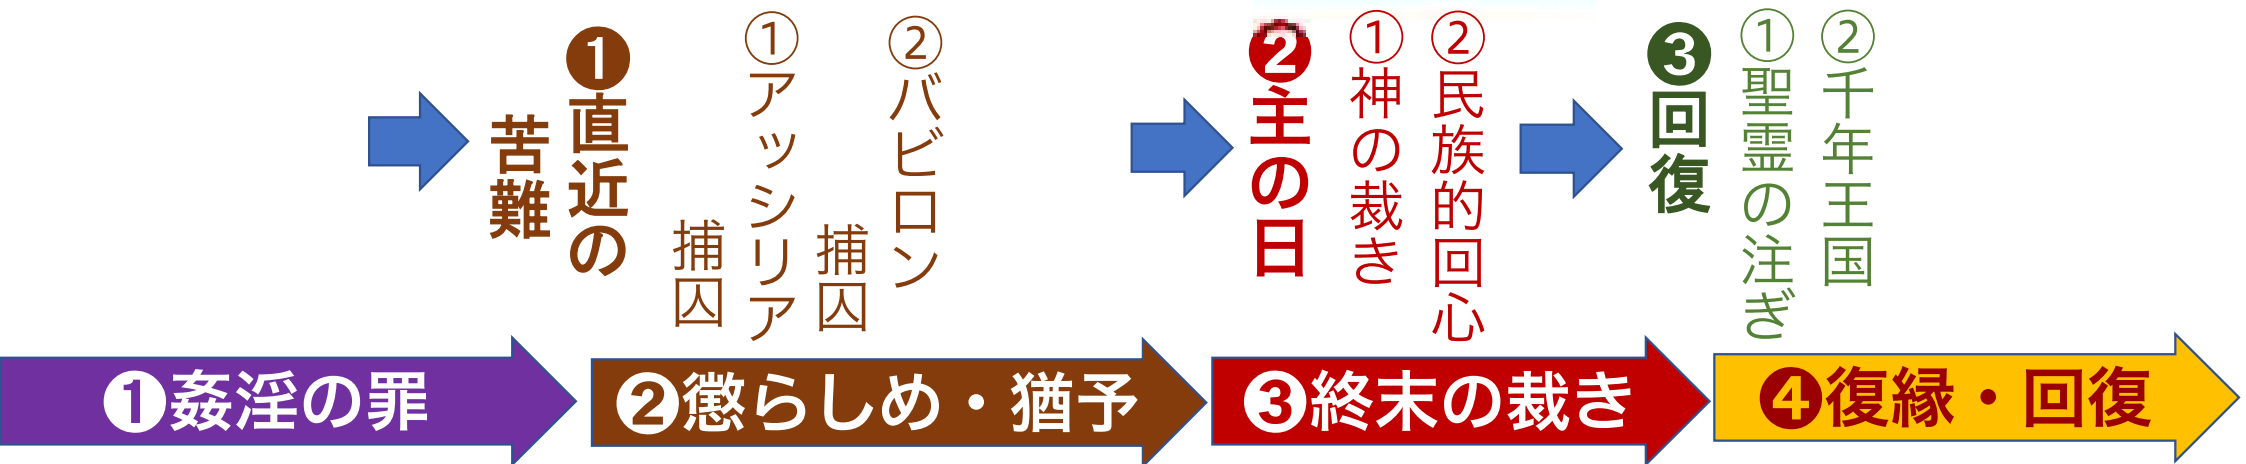 ❶直近の
苦難
①アッシリア
捕囚
②バビロン
捕囚
❷主の日
①神の裁き
②民族的回心
❸回復
①聖霊の注ぎ
②千年王国
❶姦淫の罪
❷懲らしめ・猶予
❸終末の裁き
❹復縁・回復